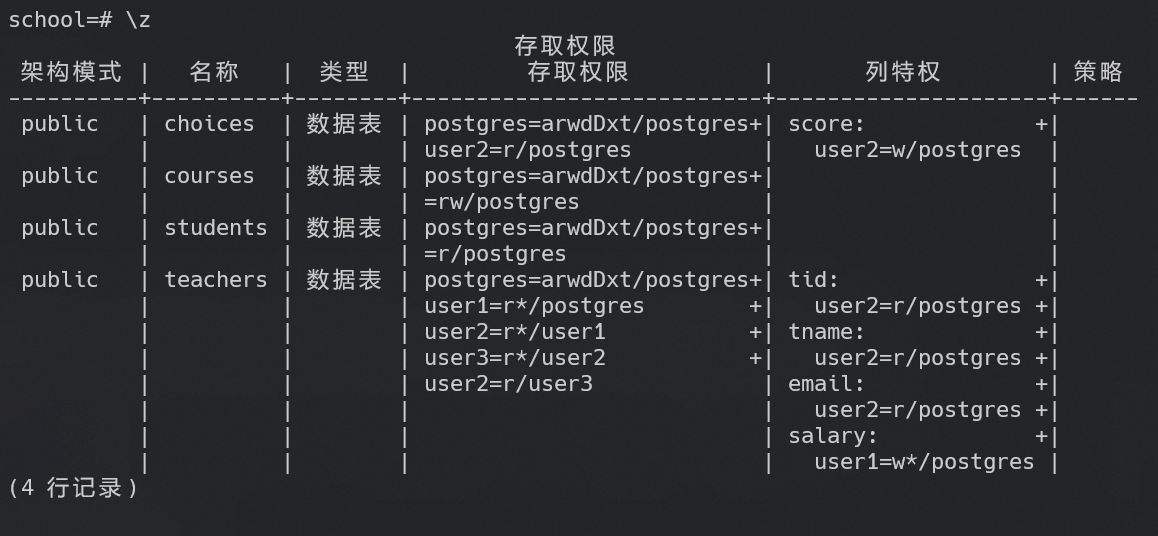 school=# \z
                                       存取权限
 架构模式 |   名称   |  类型  |         存取权限          |       列特权        | 策略
----------+----------+--------+---------------------------+---------------------+------
 public   | choices  | 数据表 | postgres=arwdDxt/postgres+| score:             +|
          |          |        | user2=r/postgres          |   user2=w/postgres  |
 public   | courses  | 数据表 | postgres=arwdDxt/postgres+|                     |
          |          |        | =rw/postgres              |                     |
 public   | students | 数据表 | postgres=arwdDxt/postgres+|                     |
          |          |        | =r/postgres               |                     |
 public   | teachers | 数据表 | postgres=arwdDxt/postgres+| tid:               +|
          |          |        | user1=r*/postgres        +|   user2=r/postgres +|
          |          |        | user2=r*/user1           +| tname:             +|
          |          |        | user3=r*/user2           +|   user2=r/postgres +|
          |          |        | user2=r/user3             | email:             +|
          |          |        |                           |   user2=r/postgres +|
          |          |        |                           | salary:            +|
          |          |        |                           |   user1=w*/postgres |
(4 行记录)